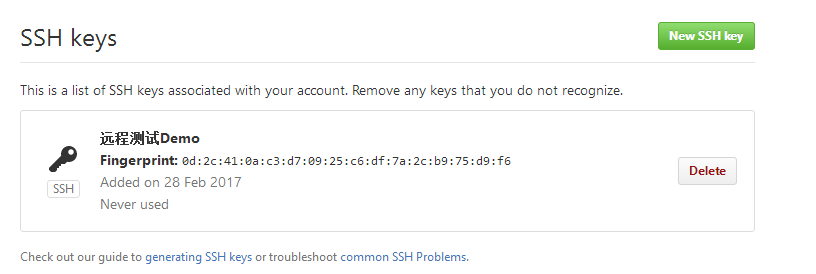 SSH keys
New SSH key
This is a list of SSH keys associated with your account. Remove any keys that you do not recognize.
远程测试Demo
Fingerprint: 0d:2c:41:0a:c3:d7:09:25:c6:df:7a:2c:b9:75:d9:f6
SSH
Added on 28 Feb 2017
Never used
Delete
Check out our guide to generating SSH keys or troubleshoot common SSH Problems.